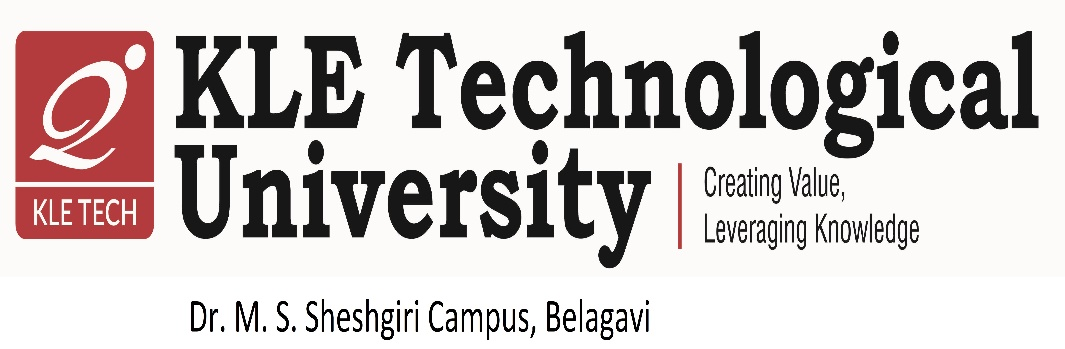 KLE TECH
KLE Technological
University
Creating Value,
Leveraging Knowledge
Dr. M. S. Sheshgiri Campus, Belagavi